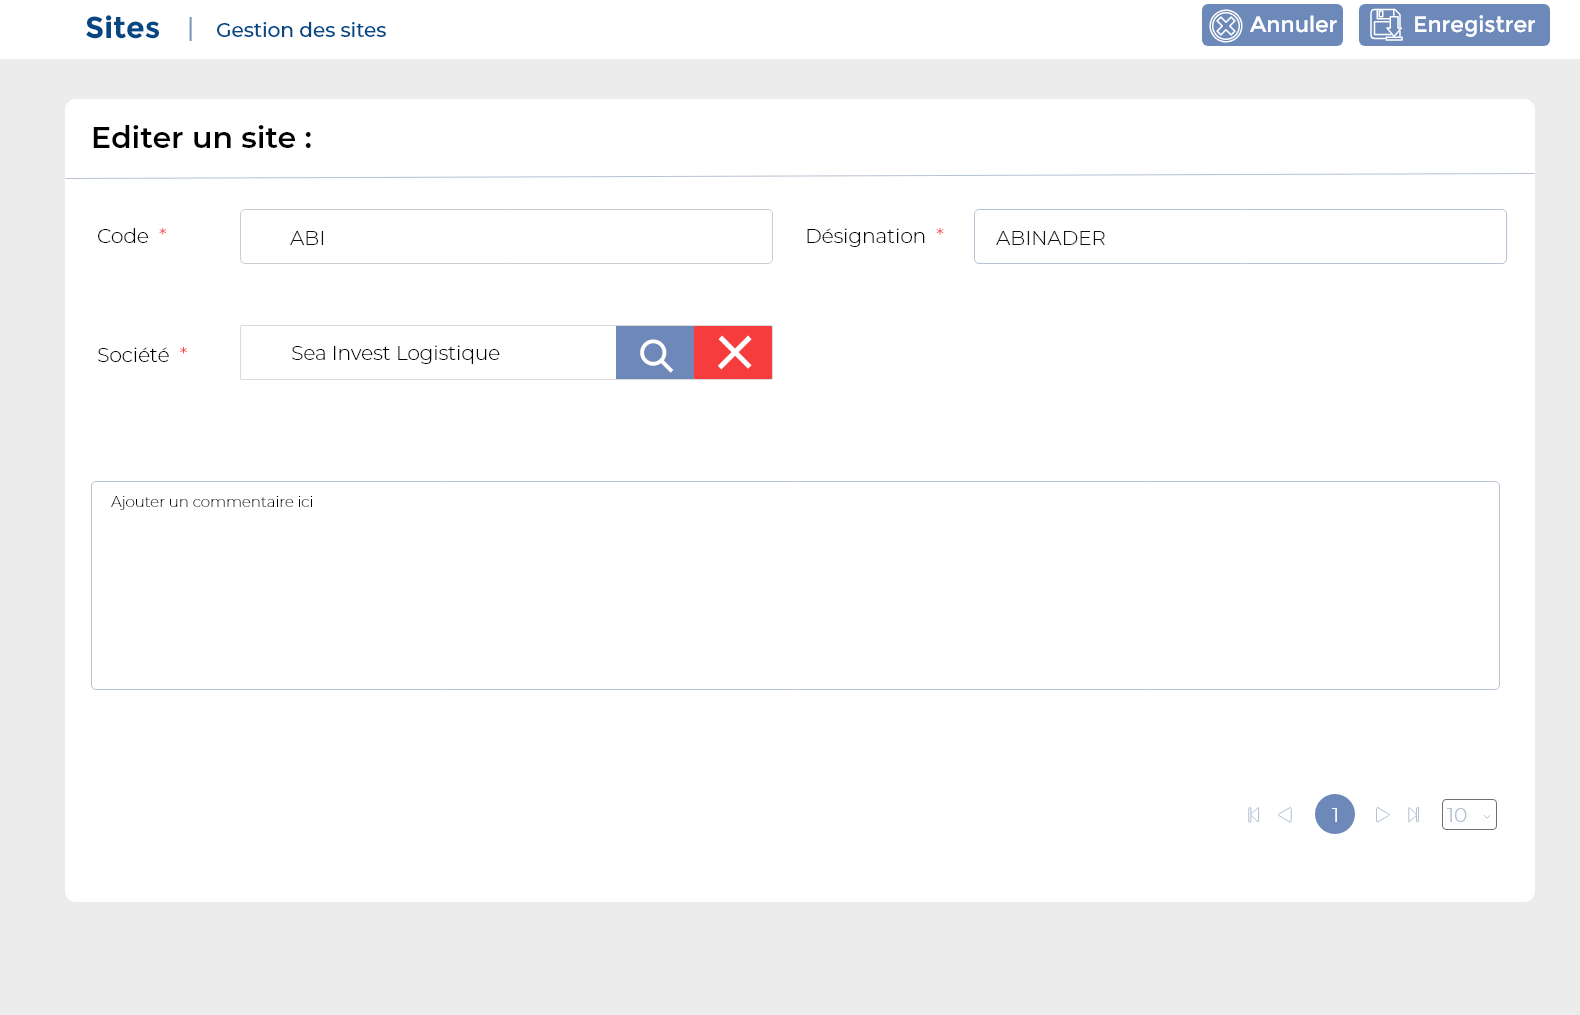 Sites | Gestion des sites Annuler Enregistrer
Editer un site :
Code * ABI Désignation * ABINADER
Société * Sea Invest Logistique
Ajouter un commentaire ici
1 10